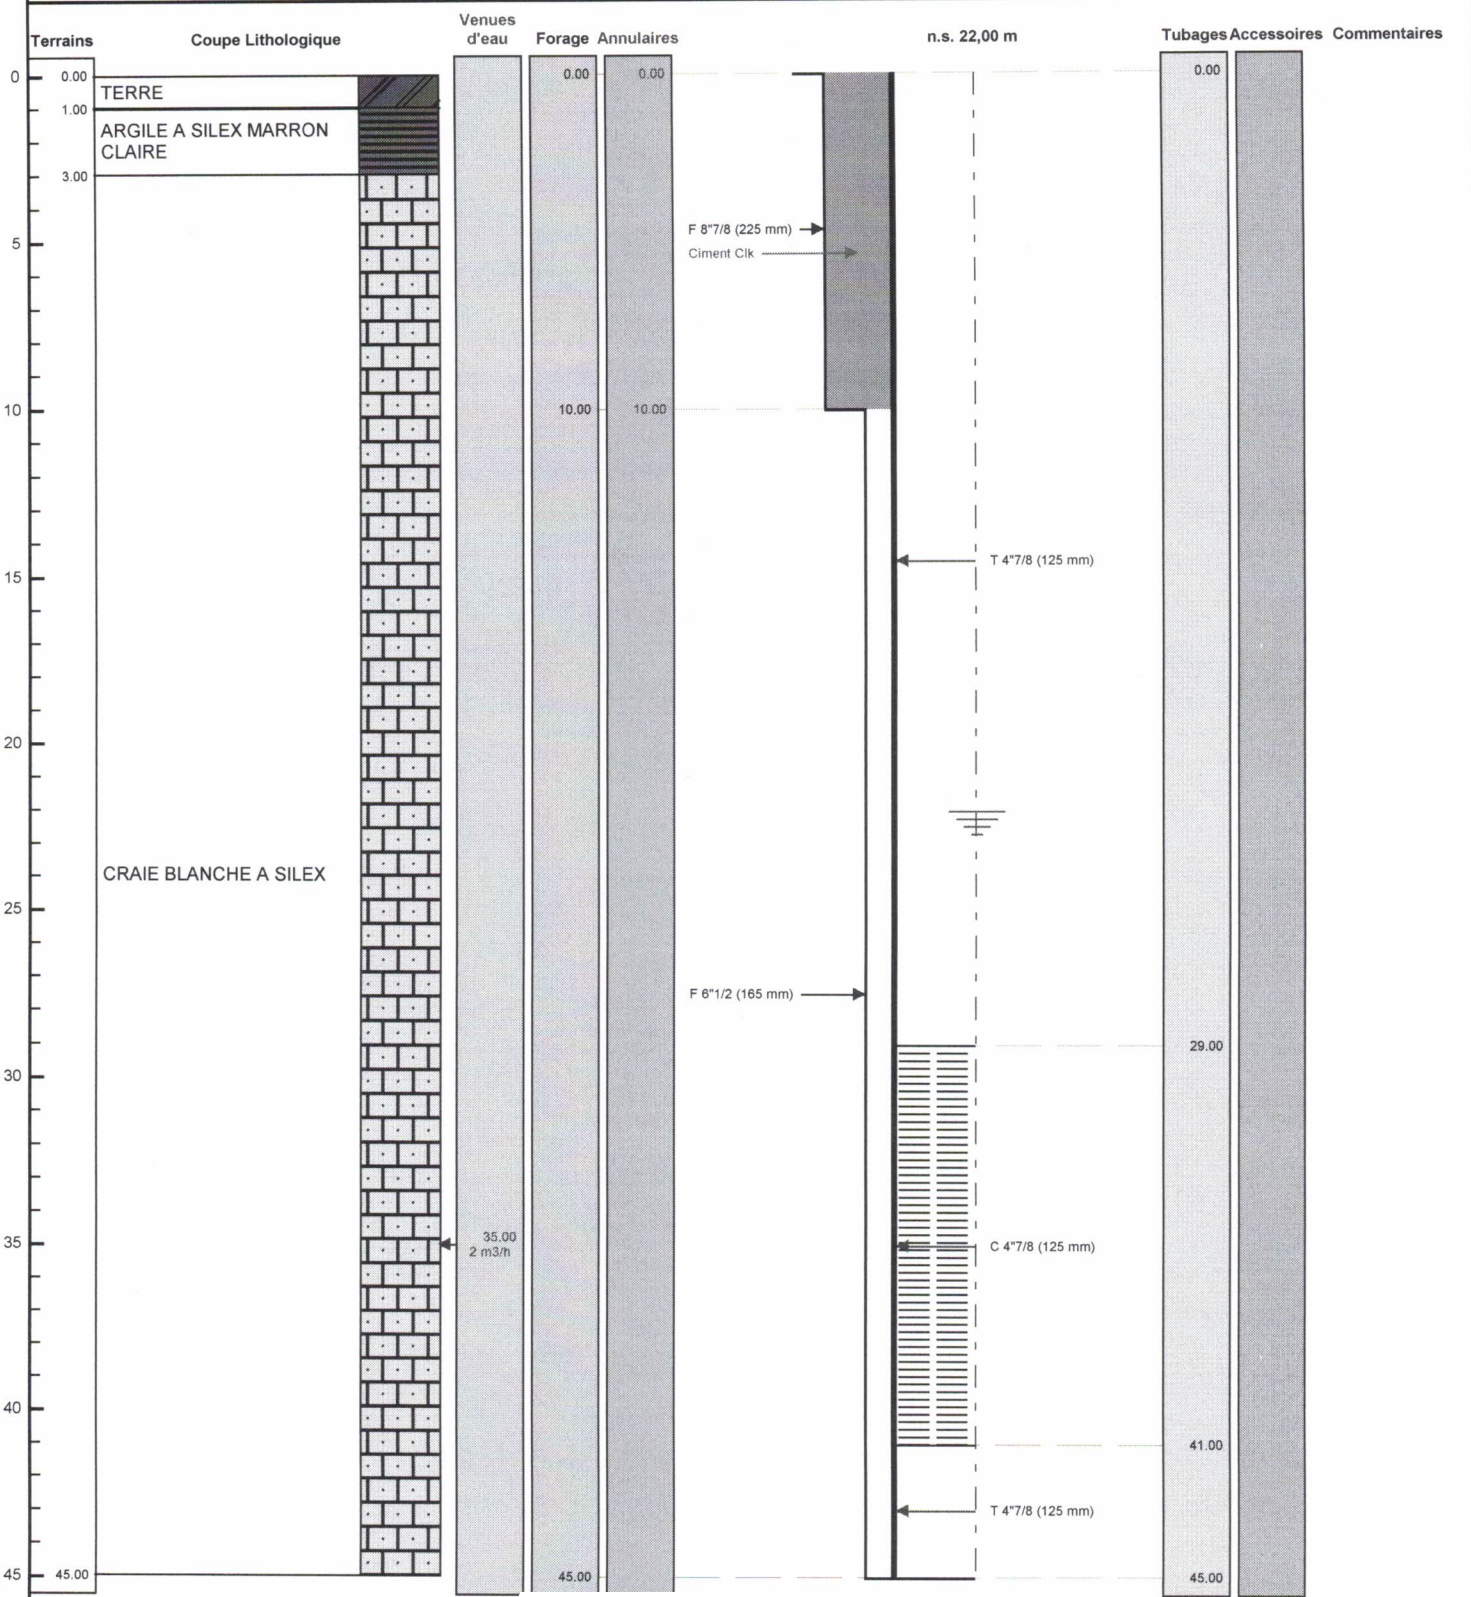 Terrains
Coupe Lithologique
Venues
d'eau
Forage
Annulaires
n.s. 22,00 m
Tubages
Accessoires
Commentaires
0
0.00
0.00
0.00
0.00
TERRE
1.00
ARGILE A SILEX MARRON
CLAIRE
3.00
F 8"7/8 (225 mm)
5
Ciment Clk
10
10.00
10.00
T 4"7/8 (125 mm)
15
20
CRAIE BLANCHE A SILEX
25
F 6"1/2 (165 mm)
29.00
30
35
35.00
2 m3/h
C 4"7/8 (125 mm)
40
41.00
T 4"7/8 (125 mm)
45
45.00
45.00
45.00